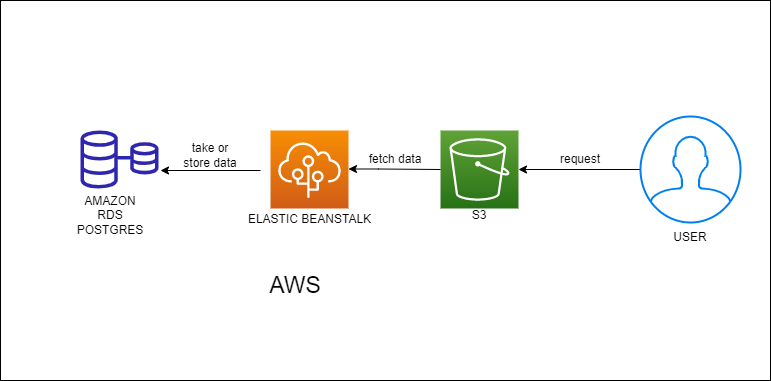 take or
store data
fetch data
request
AMAZON
RDS
POSTGRES
ELASTIC BEANSTALK
S3
USER
AWS